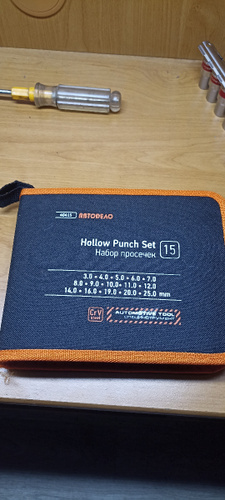 40415 АВТОDЕЛО
Hollow Punch Set 15
Набор просечек
3.0 • 4.0 • 5.0 • 6.0 • 7.0
8.0 • 9.0 • 10.0 • 11.0 • 12.0
14.0 • 16.0 • 19.0 • 20.0 • 25.0 mm
CrV AUTOMOTIVE TOOL